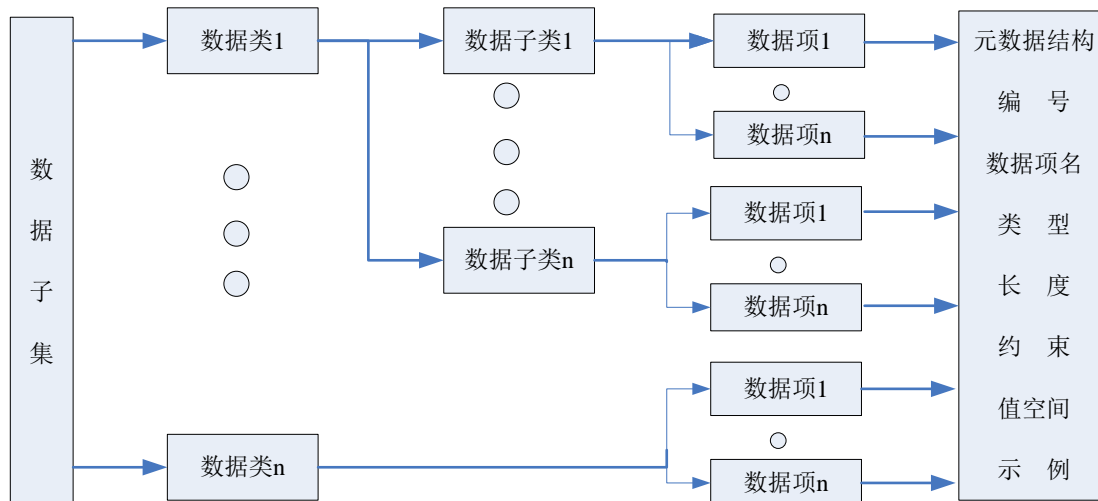 数据子集
数据类1
数据类n
数据子类1
数据子类n
数据项1
数据项n
数据项1
数据项n
数据项1
数据项n
元数据结构
编 号
数据项名
类 型
长 度
约 束
值空间
示 例